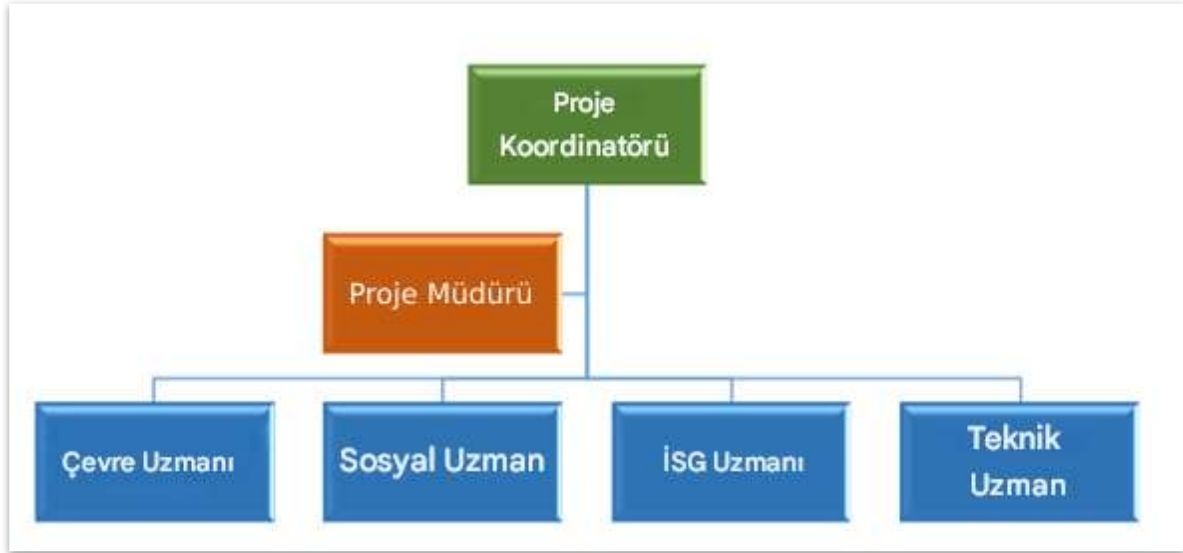 Proje
Koordinatörü
Proje Müdürü
Çevre Uzmanı
Sosyal Uzman
İSG Uzmanı
Teknik
Uzman